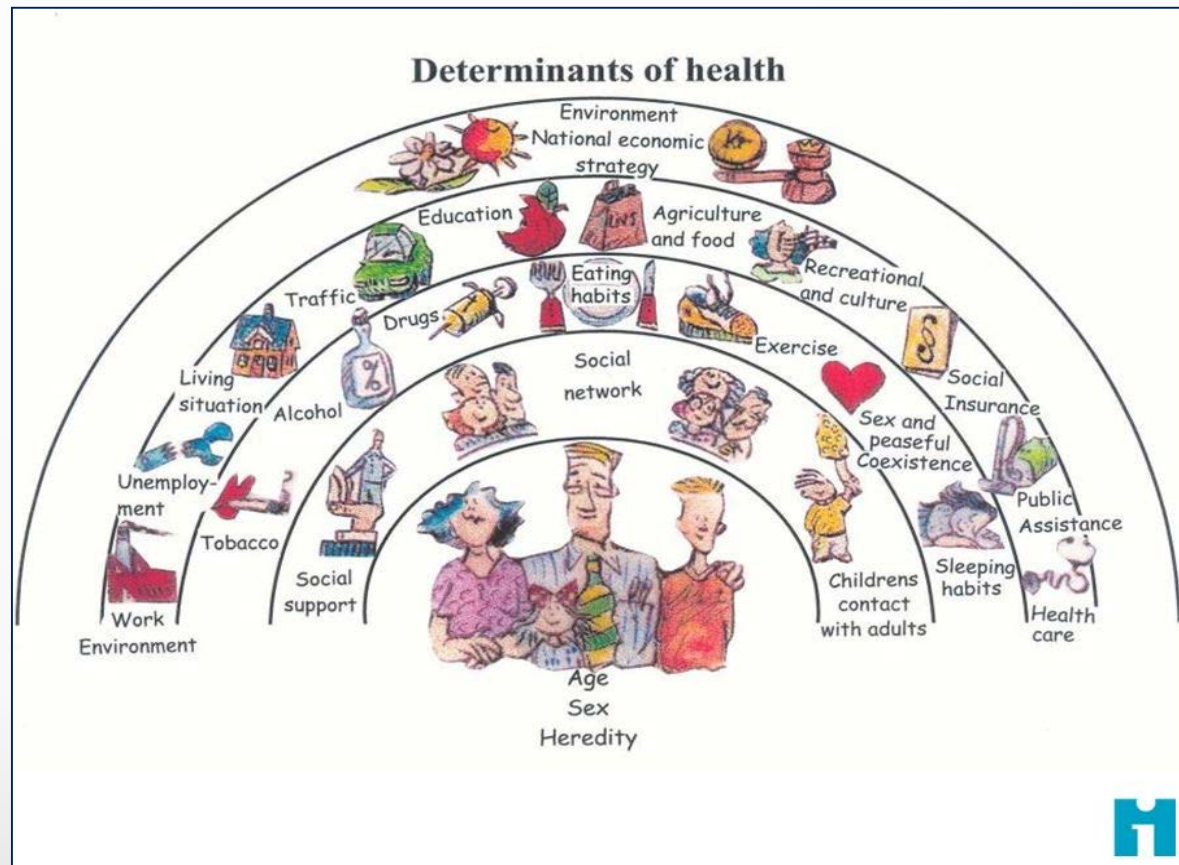 Determinants of health
Environment
National economic
strategy
Kr
Education
LIVS
Agriculture
and food
Recreational
and culture
Traffic
Drugs
Eating
habits
Exercise
§
Social
Insurance
Living
situation
Alcohol
%
Social
network
Sex and
peaseful
Coexistence
Unemploy-
ment
Tobacco
Public
Assistance
Social
support
Childrens
contact
with adults
Sleeping
habits
Health
care
Work
Environment
Age
Sex
Heredity